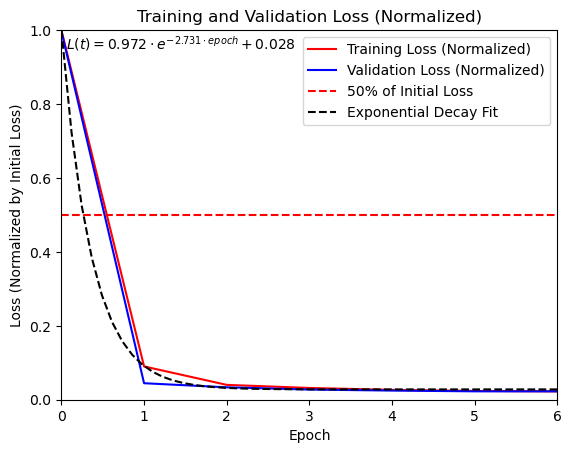 Training and Validation Loss (Normalized)
L(t) = 0.972 · e^{-2.731 · epoch} + 0.028
Training Loss (Normalized)
Validation Loss (Normalized)
50% of Initial Loss
Exponential Decay Fit
Loss (Normalized by Initial Loss)
1.0
0.8
0.6
0.4
0.2
0.0
0 1 2 3 4 5 6
Epoch